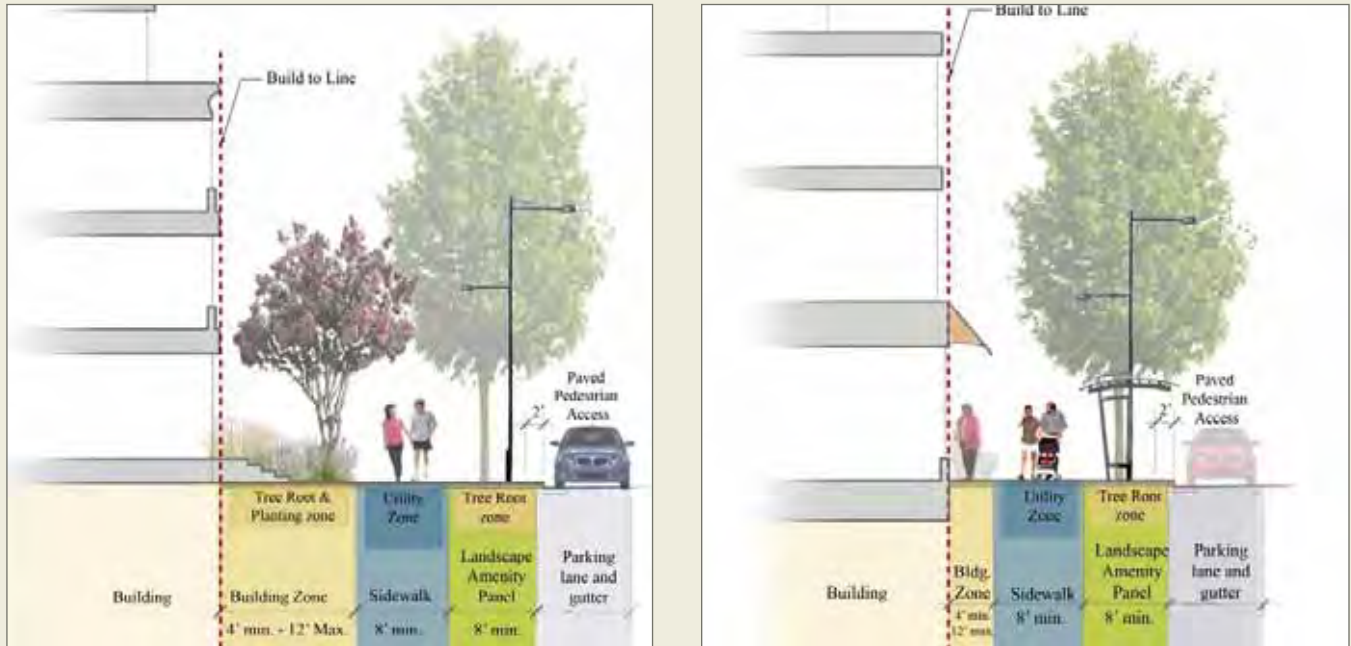 Build to Line
2'
Paved
Pedestrian
Access
Tree Root &
Planting zone
Utility
Zone
Tree Root
zone
Building
Building Zone
Sidewalk
Landscape
Amenity
Panel
Parking
lane and
gutter
4' min. - 12' Max.
8' min.
8' min.
Build to Line
2'
Paved
Pedestrian
Access
Utility
Zone
Tree Root
zone
Building
Bldg.
Zone
Sidewalk
Landscape
Amenity
Panel
Parking
lane and
gutter
4' min.
12' max.
8' min.
8' min.